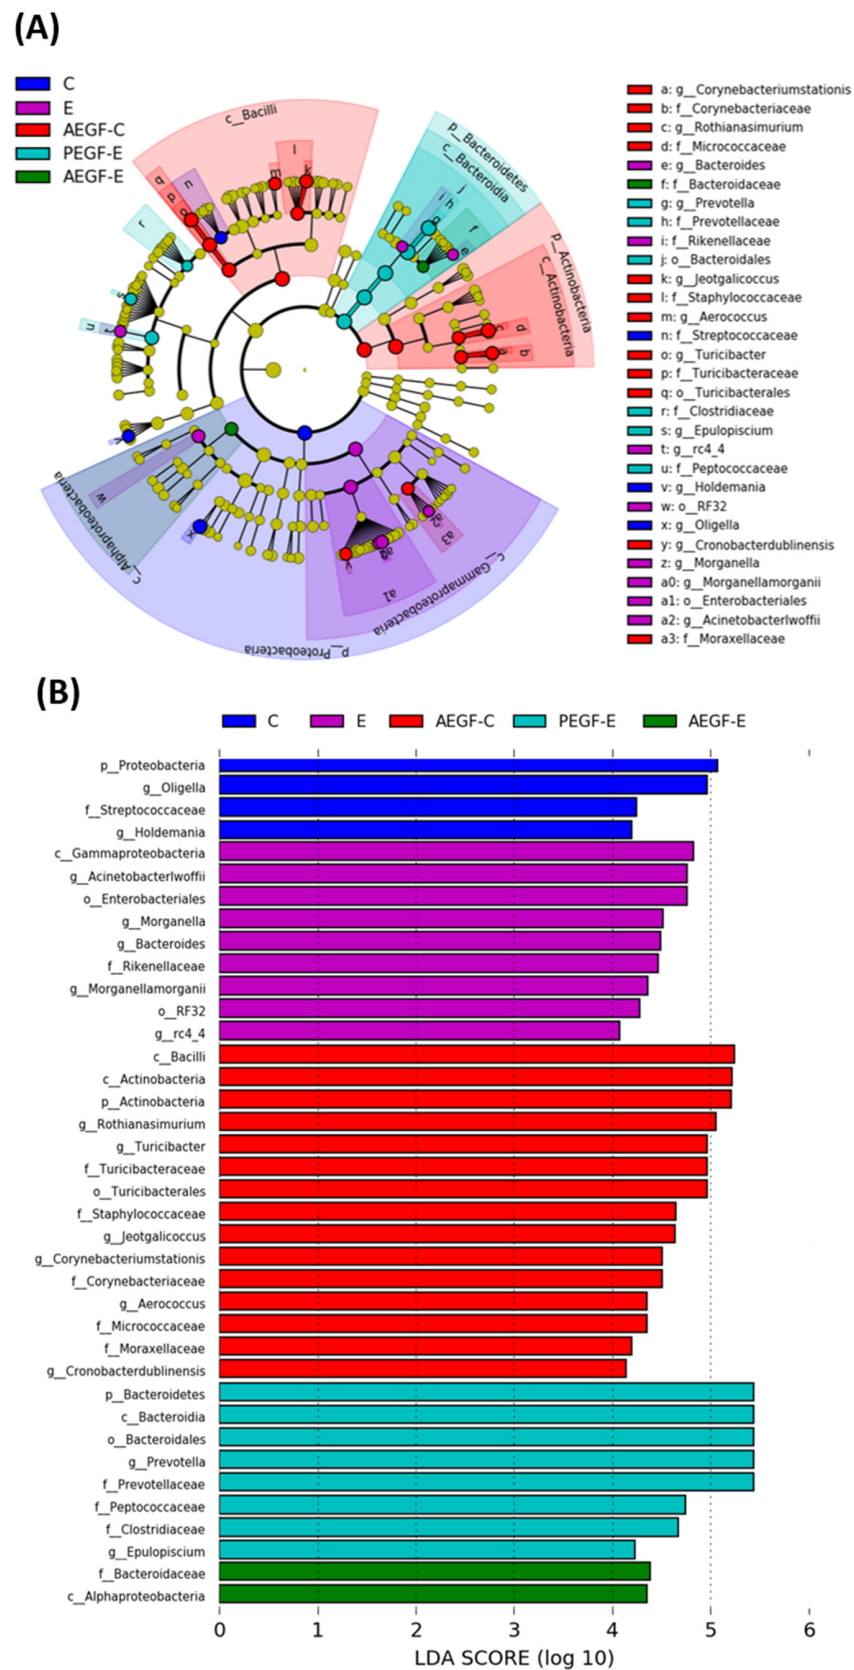 (A)
C
E
AEGF-C
PEGF-E
AEGF-E
c__Bacilli
p__Bacteroidetes
c__Bacteroidia
p__Actinobacteria
c__Actinobacteria
c__Gammaproteobacteria
p__Proteobacteria
c__Alphaproteobacteria
l
m
k
n
q
p
o
r
s
u
t
v
w
x
y
a1
a0
a2
a3
i
j
h
g
f
e
c
d
a
b
a: g__Corynebacteriumstationis
b: f__Corynebacteriaceae
c: g__Rothianasimurium
d: f__Micrococcaceae
e: g__Bacteroides
f: f__Bacteroidaceae
g: g__Prevotella
h: f__Prevotellaceae
i: f__Rikenellaceae
j: o__Bacteroidales
k: g__Jeotgalicoccus
l: f__Staphylococcaceae
m: g__Aerococcus
n: f__Streptococcaceae
o: g__Turicibacter
p: f__Turicibacteraceae
q: o__Turicibacterales
r: f__Clostridiaceae
s: g__Epulopiscium
t: g__rc4_4
u: f__Peptococcaceae
v: g__Holdemania
w: o__RF32
x: g__Oligella
y: g__Cronobacterdublinensis
z: g__Morganella
a0: g__Morganellamorganii
a1: o__Enterobacteriales
a2: g__Acinetobacterlwoffii
a3: f__Moraxellaceae
(B)
C E AEGF-C PEGF-E AEGF-E
p__Proteobacteria
g__Oligella
f__Streptococcaceae
g__Holdemania
c__Gammaproteobacteria
g__Acinetobacterlwoffii
o__Enterobacteriales
g__Morganella
g__Bacteroides
f__Rikenellaceae
g__Morganellamorganii
o__RF32
g__rc4_4
c__Bacilli
c__Actinobacteria
p__Actinobacteria
g__Rothianasimurium
g__Turicibacter
f__Turicibacteraceae
o__Turicibacterales
f__Staphylococcaceae
g__Jeotgalicoccus
g__Corynebacteriumstationis
f__Corynebacteriaceae
g__Aerococcus
f__Micrococcaceae
f__Moraxellaceae
g__Cronobacterdublinensis
p__Bacteroidetes
c__Bacteroidia
o__Bacteroidales
g__Prevotella
f__Prevotellaceae
f__Peptococcaceae
f__Clostridiaceae
g__Epulopiscium
f__Bacteroidaceae
c__Alphaproteobacteria
0 1 2 3 4 5 6
LDA SCORE (log 10)